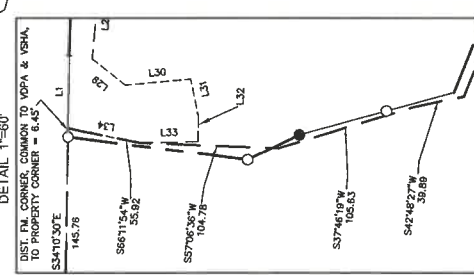 DETAIL 1"=60'
DIST. FM. CORNER, COMMON TO VDPA & VSHA,
TO PROPERTY CORNER = 6.45'
S34°10'30"E
145.76
L1
L2
L29
L30
L31
L32
L33
L34
S66°11'54"W
55.92
S57°06'36"W
104.78
S37°46'19"W
105.63
S42°48'27"W
39.89